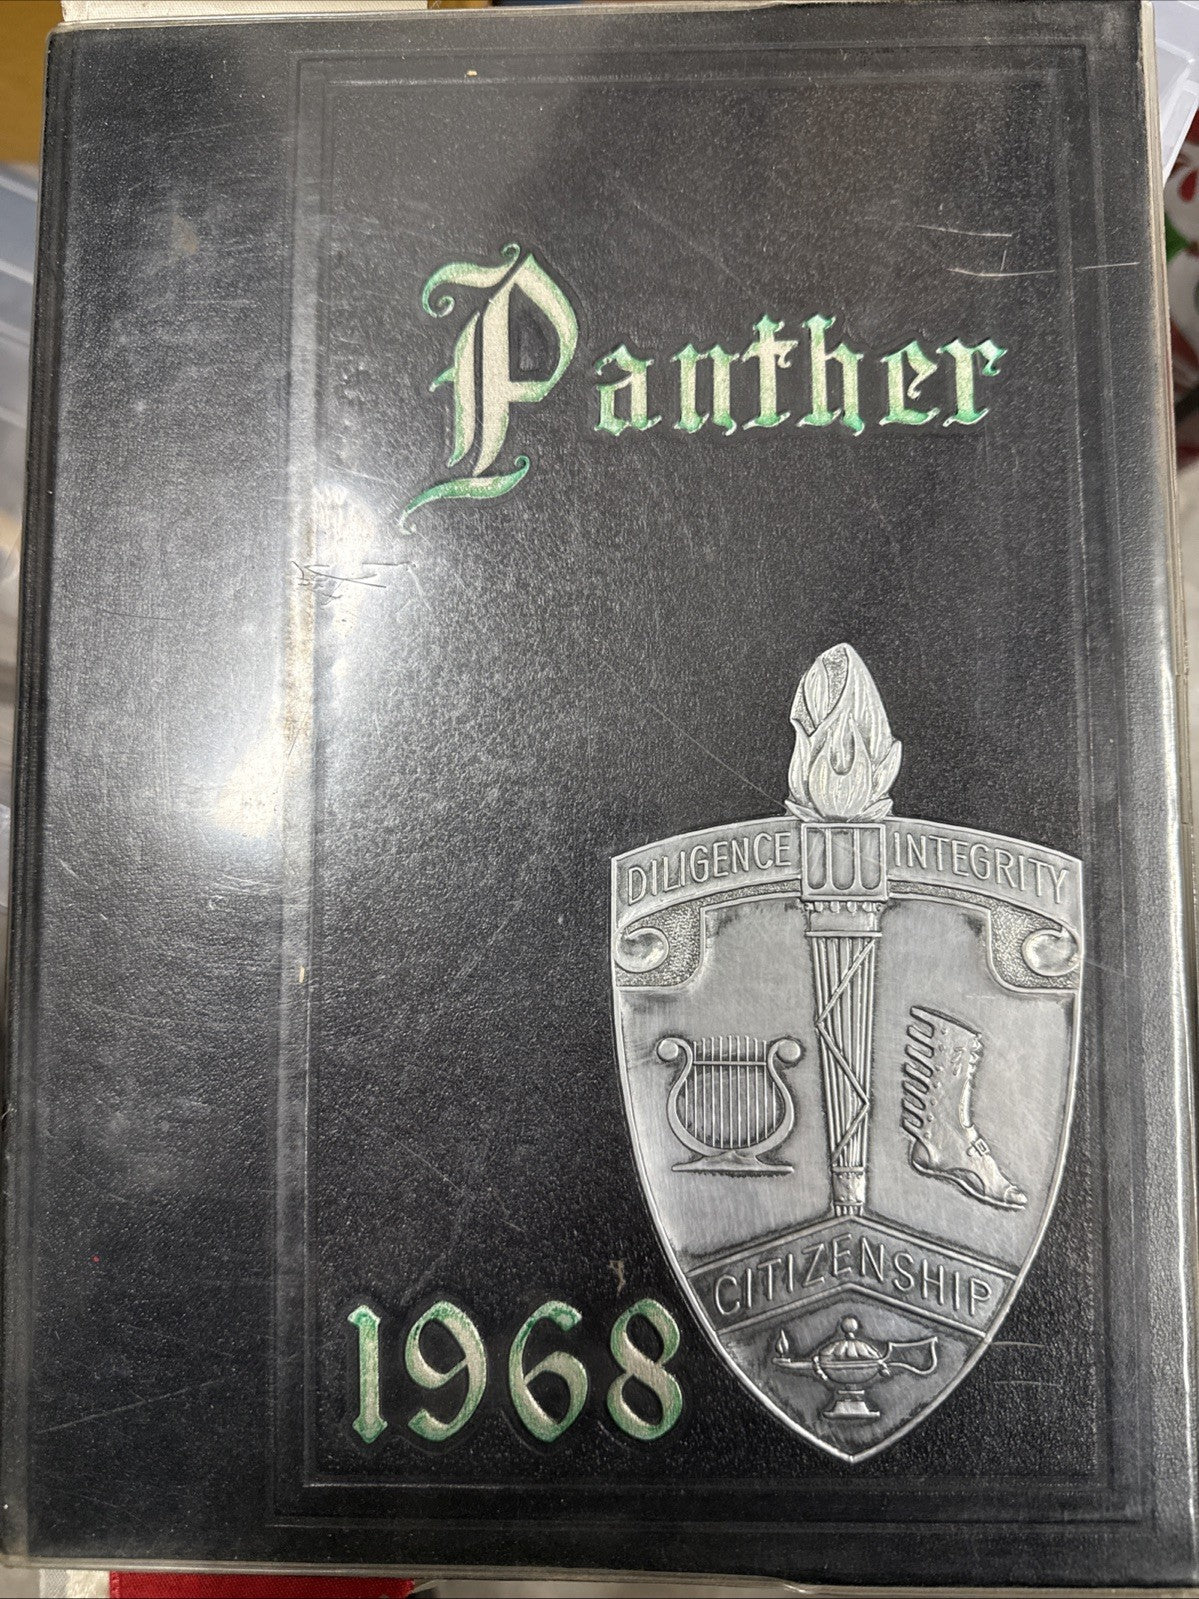 Panther
DILIGENCE INTEGRITY
CITIZENSHIP
1968